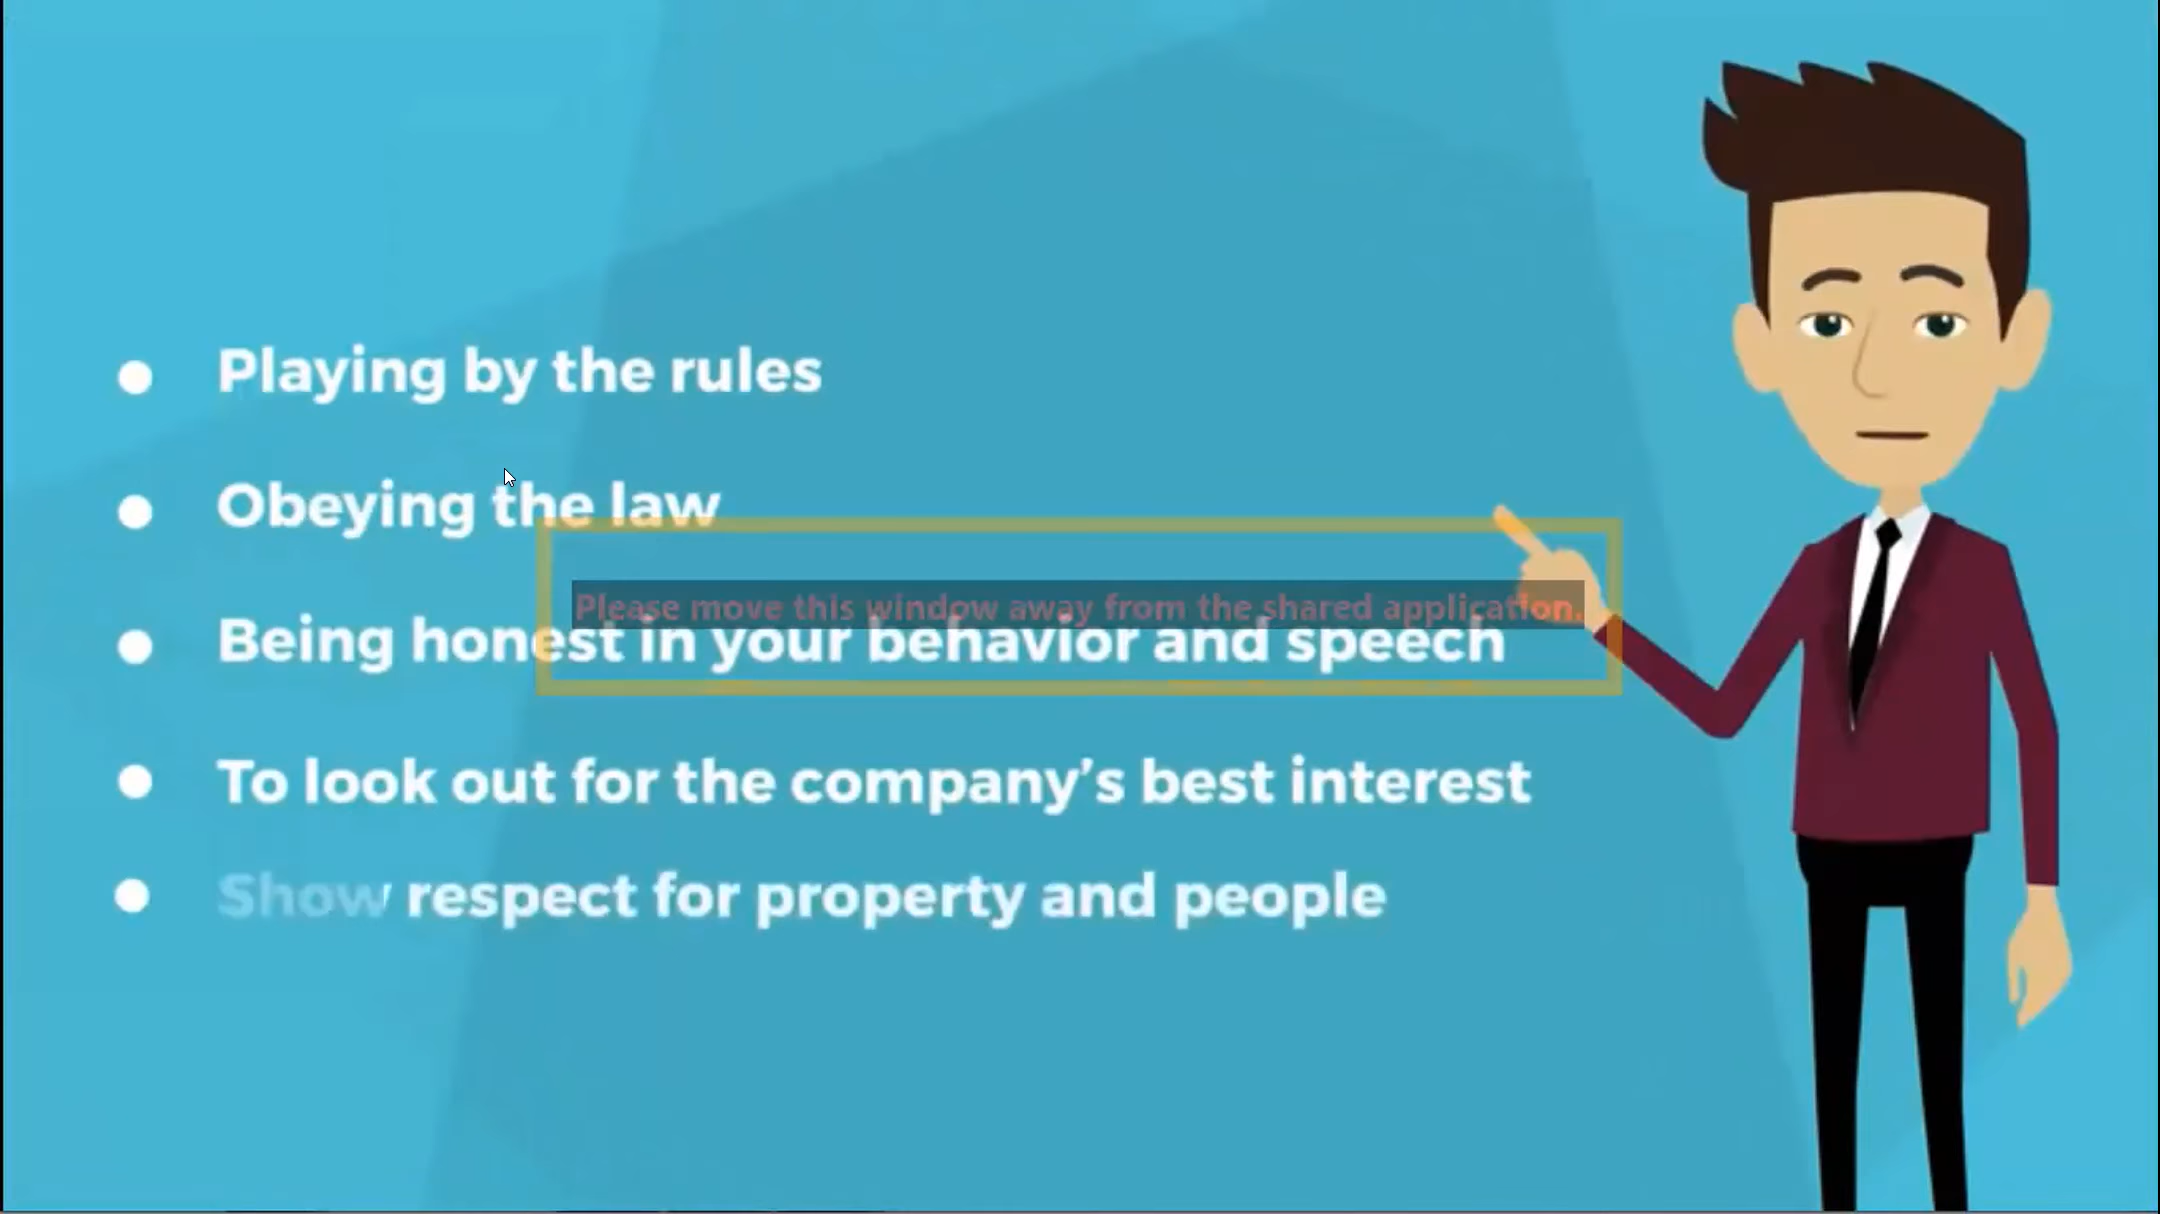 Playing by the rules
Obeying the law
Please move this window away from the shared application.
Being honest in your behavior and speech
To look out for the company's best interest
Show respect for property and people